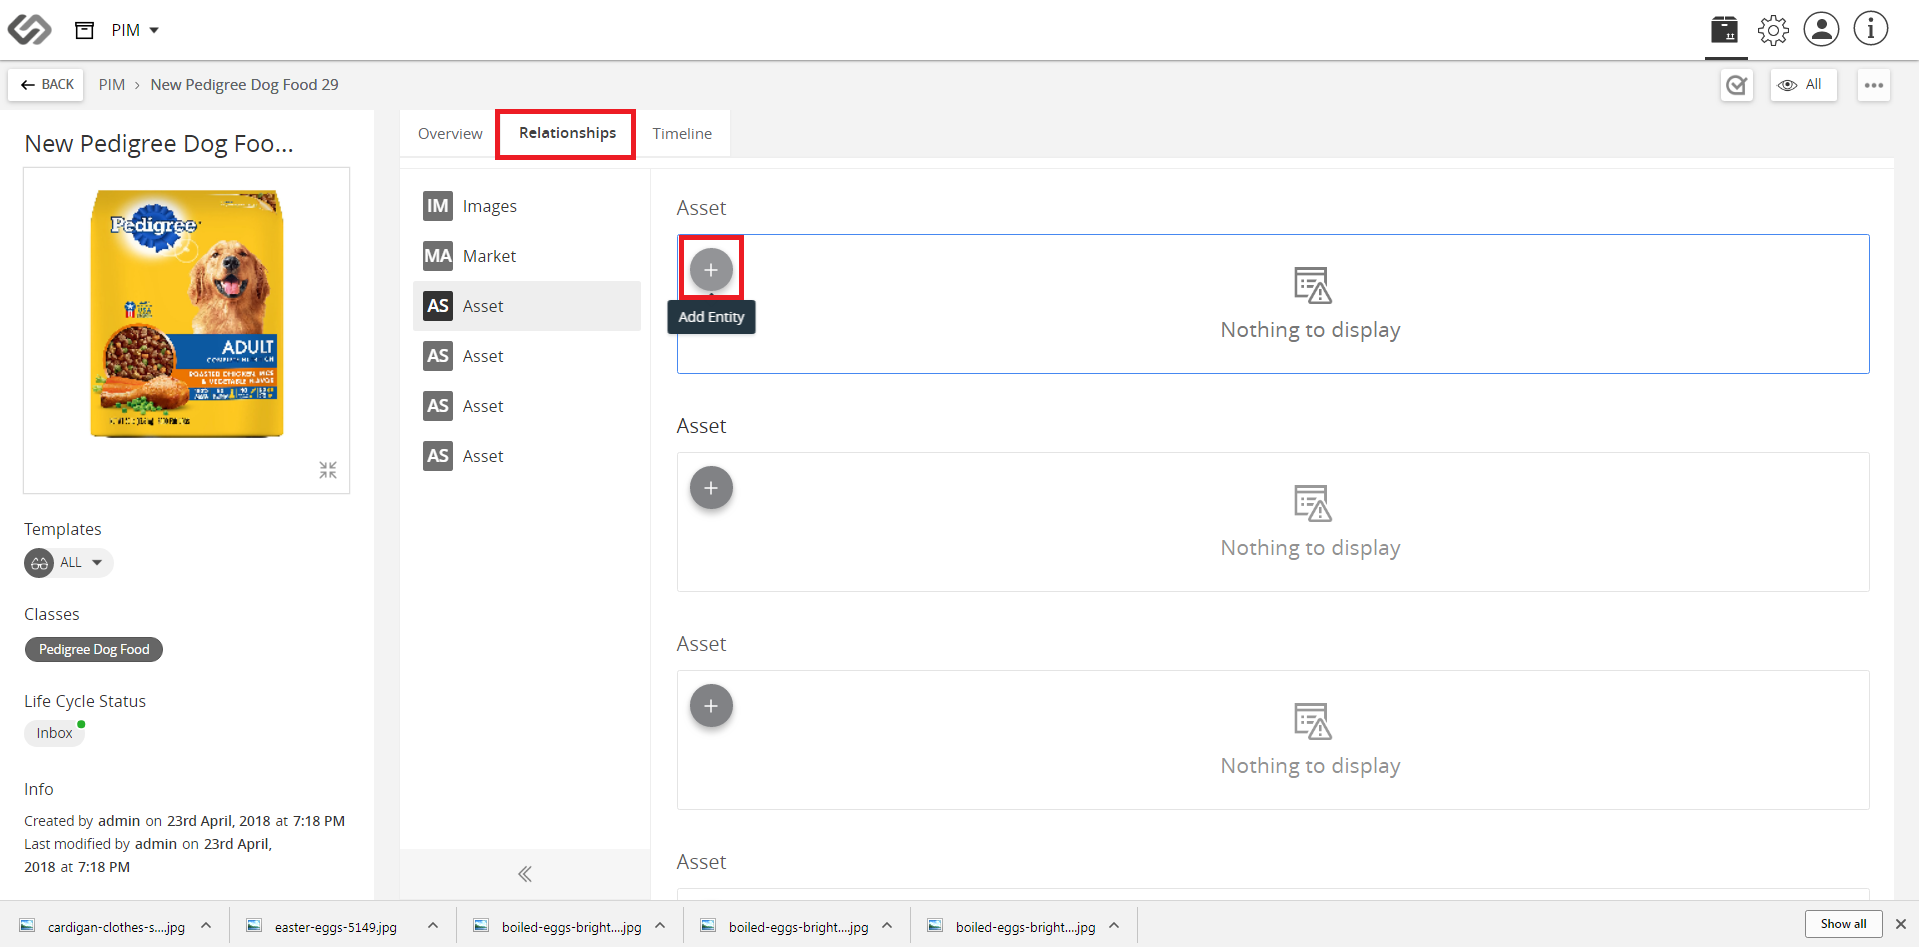 PIM
BACK
PIM › New Pedigree Dog Food 29
All
New Pedigree Dog Foo...
Pedigree
ADULT
ROASTED CHICKEN, RICE
& VEGETABLE FLAVOR
Templates
ALL
Classes
Pedigree Dog Food
Life Cycle Status
Inbox
Info
Created by admin on 23rd April, 2018 at 7:18 PM
Last modified by admin on 23rd April,
2018 at 7:18 PM
Overview
Relationships
Timeline
IM Images
MA Market
AS Asset
AS Asset
AS Asset
AS Asset
Asset
Add Entity
Nothing to display
Asset
Nothing to display
Asset
Nothing to display
Asset
cardigan-clothes-s....jpg
easter-eggs-5149.jpg
boiled-eggs-bright....jpg
boiled-eggs-bright....jpg
boiled-eggs-bright....jpg
Show all